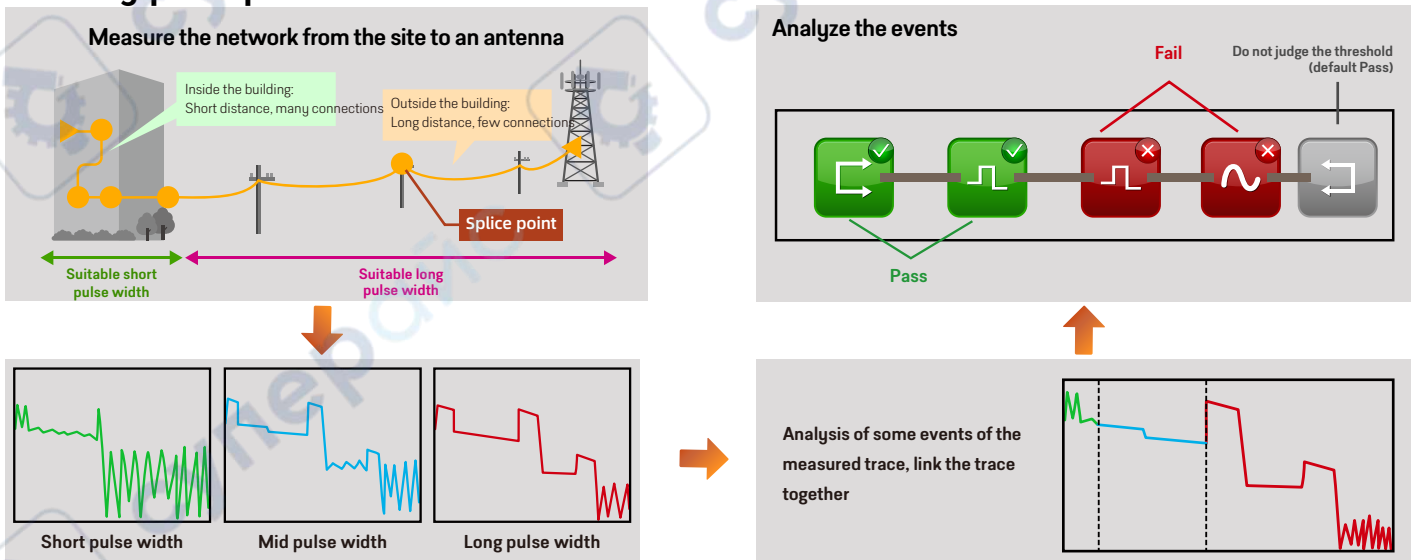 Measure the network from the site to an antenna
Inside the building:
Short distance, many connections
Outside the building:
Long distance, few connections
Splice point
Suitable short
pulse width
Suitable long
pulse width
Analyze the events
Fail
Do not judge the threshold
(default Pass)
Pass
Short pulse width
Mid pulse width
Long pulse width
Analysis of some events of the
measured trace, link the trace
together
супер
айс